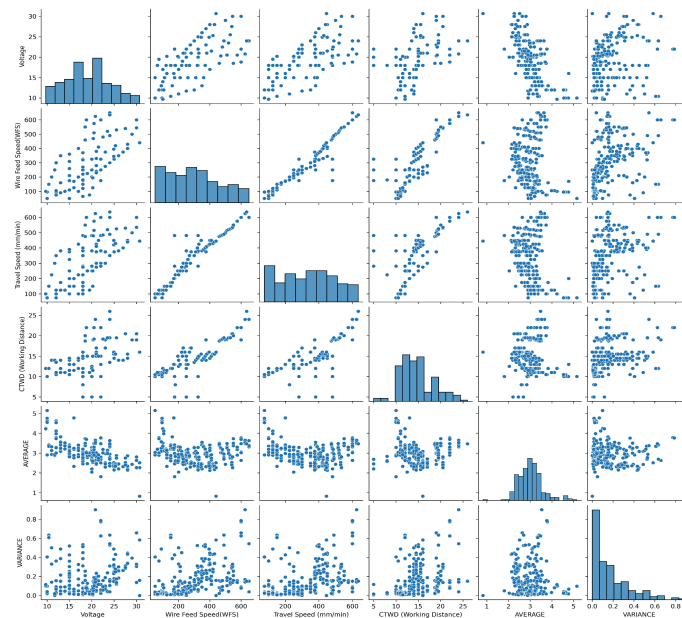 Voltage
30
25
20
15
10
Wire Feed Speed(WFS)
600
500
400
300
200
100
Travel Speed (mm/min)
600
500
400
300
200
100
CTWD (Working Distance)
25
20
15
10
5
AVERAGE
5
4
3
2
1
VARIANCE
0.8
0.6
0.4
0.2
0.0
10 15 20 25 30
200 400 600
200 400 600
5 10 15 20 25
1 2 3 4 5
0.0 0.2 0.4 0.6 0.8
Voltage
Wire Feed Speed(WFS)
Travel Speed (mm/min)
CTWD (Working Distance)
AVERAGE
VARIANCE